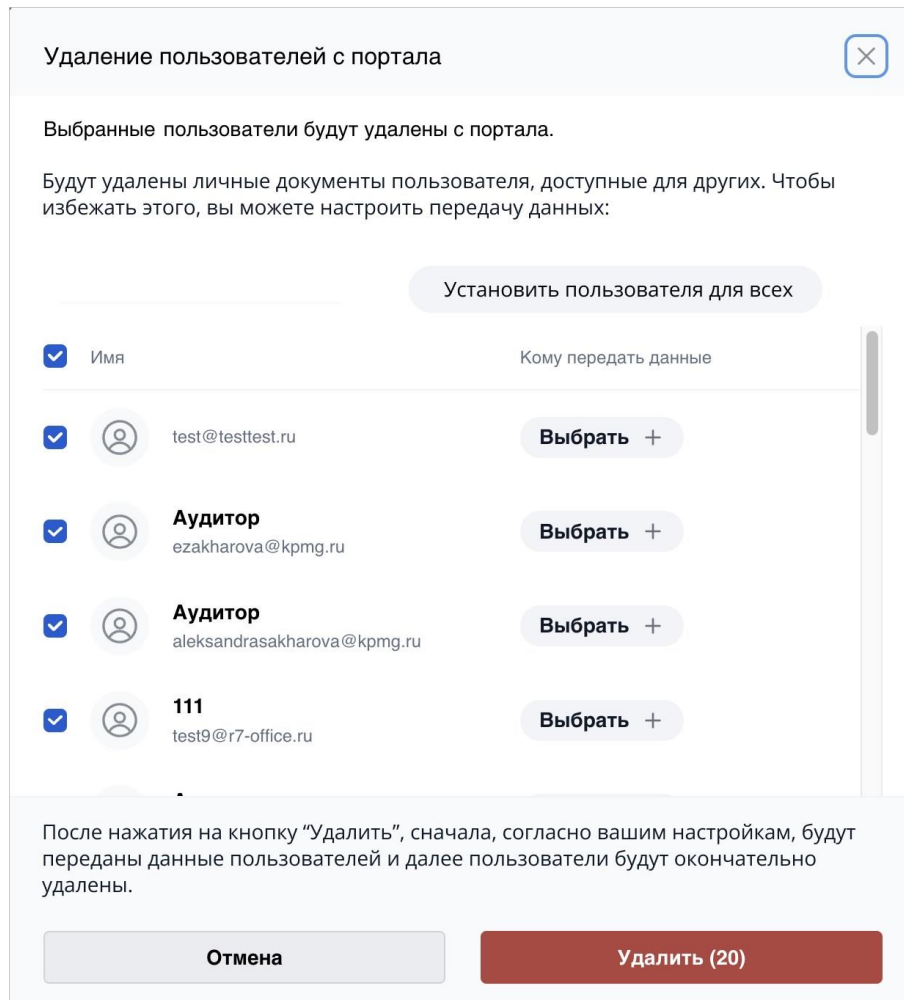 Удаление пользователей с портала
Выбранные пользователи будут удалены с портала.
Будут удалены личные документы пользователя, доступные для других. Чтобы
избежать этого, вы можете настроить передачу данных:
Установить пользователя для всех
Имя
Кому передать данные
test@testtest.ru
Выбрать +
Аудитор
ezakharova@kpmg.ru
Выбрать +
Аудитор
aleksandrasakharova@kpmg.ru
Выбрать +
111
test9@r7-office.ru
Выбрать +
После нажатия на кнопку “Удалить”, сначала, согласно вашим настройкам, будут
переданы данные пользователей и далее пользователи будут окончательно
удалены.
Отмена
Удалить (20)